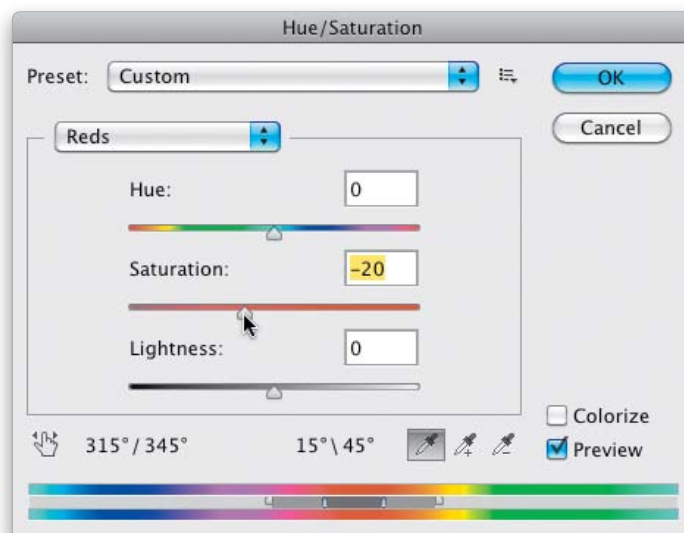 Hue/Saturation
Preset: Custom
OK
Cancel
Reds
Hue: 0
Saturation: -20
Lightness: 0
Colorize
315°/345° 15°\45° Preview